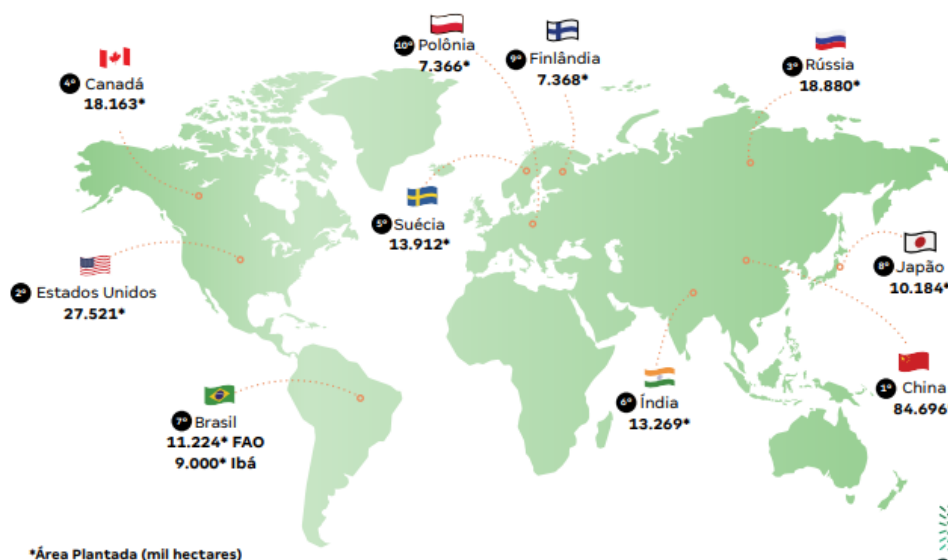 10º Polônia
7.366*
9º Finlândia
7.368*
3º Rússia
18.880*
4º Canadá
18.163*
5º Suécia
13.912*
8º Japão
10.184*
2º Estados Unidos
27.521*
1º China
84.696
6º Índia
13.269*
7º Brasil
11.224* FAO
9.000* Ibá
*Área Plantada (mil hectares)